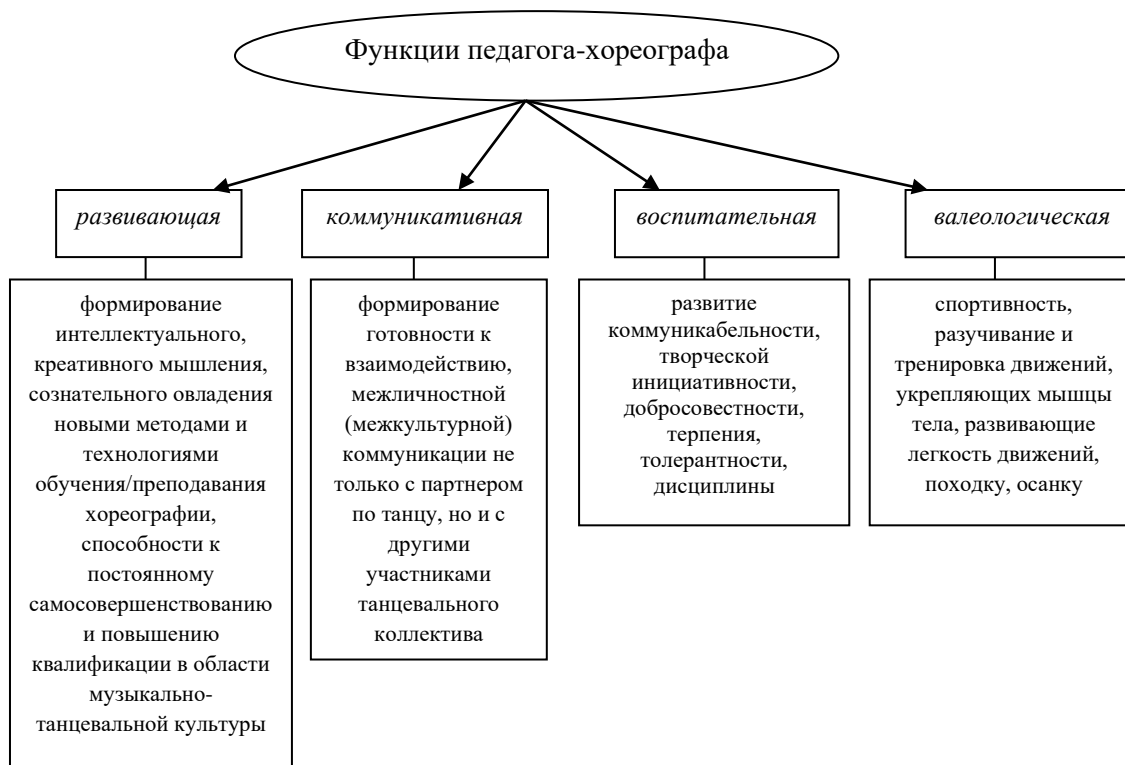 Функции педагога-хореографа
развивающая
коммуникативная
воспитательная
валеологическая
формирование
интеллектуального,
креативного мышления,
сознательного овладения
новыми методами и
технологиями
обучения/преподавания
хореографии,
способности к
постоянному
самосовершенствованию
и повышению
квалификации в области
музыкально-
танцевальной культуры
формирование
готовности к
взаимодействию,
межличностной
(межкультурной)
коммуникации не
только с партнером
по танцу, но и с
другими
участниками
танцевального
коллектива
развитие
коммуникабельности,
творческой
инициативности,
добросовестности,
терпения,
толерантности,
дисциплины
спортивность,
разучивание и
тренировка движений,
укрепляющих мышцы
тела, развивающие
легкость движений,
походку, осанку